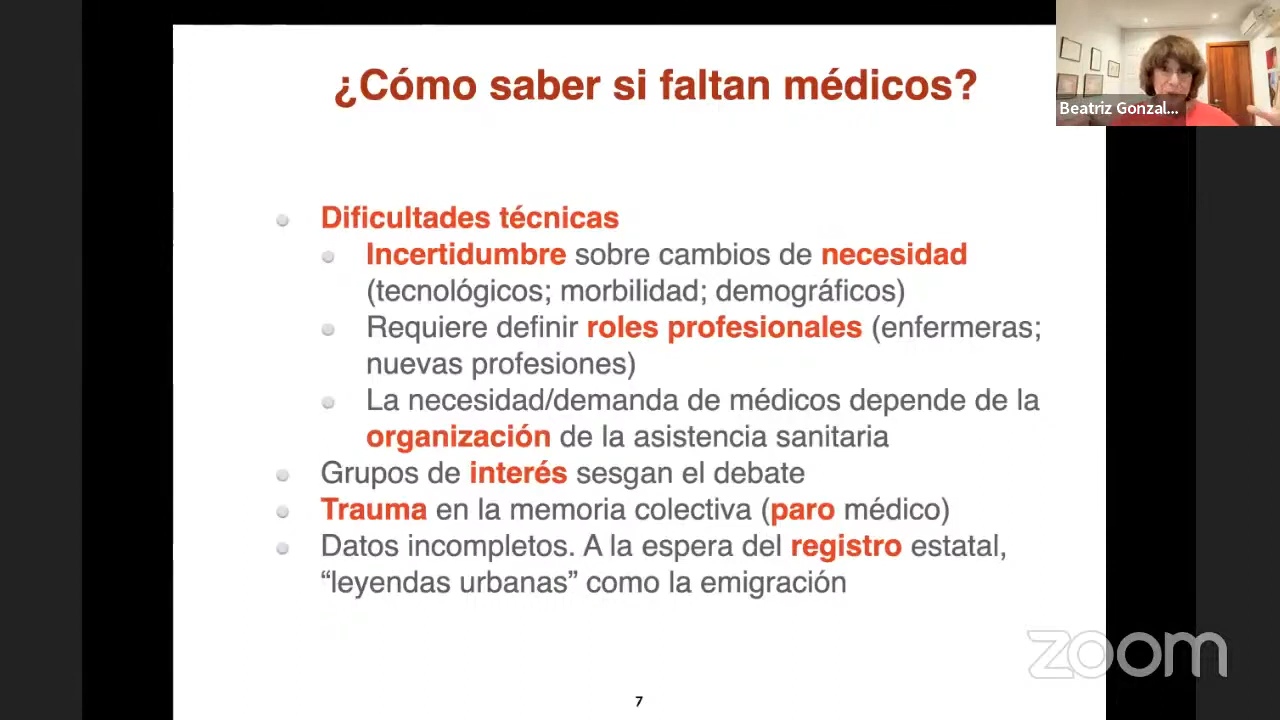 ¿Cómo saber si faltan médicos?
Beatriz Gonzal...
Dificultades técnicas
Incertidumbre sobre cambios de necesidad
(tecnológicos; morbilidad; demográficos)
Requiere definir roles profesionales (enfermeras;
nuevas profesiones)
La necesidad/demanda de médicos depende de la
organización de la asistencia sanitaria
Grupos de interés sesgan el debate
Trauma en la memoria colectiva (paro médico)
Datos incompletos. A la espera del registro estatal,
“leyendas urbanas” como la emigración
zoom
7